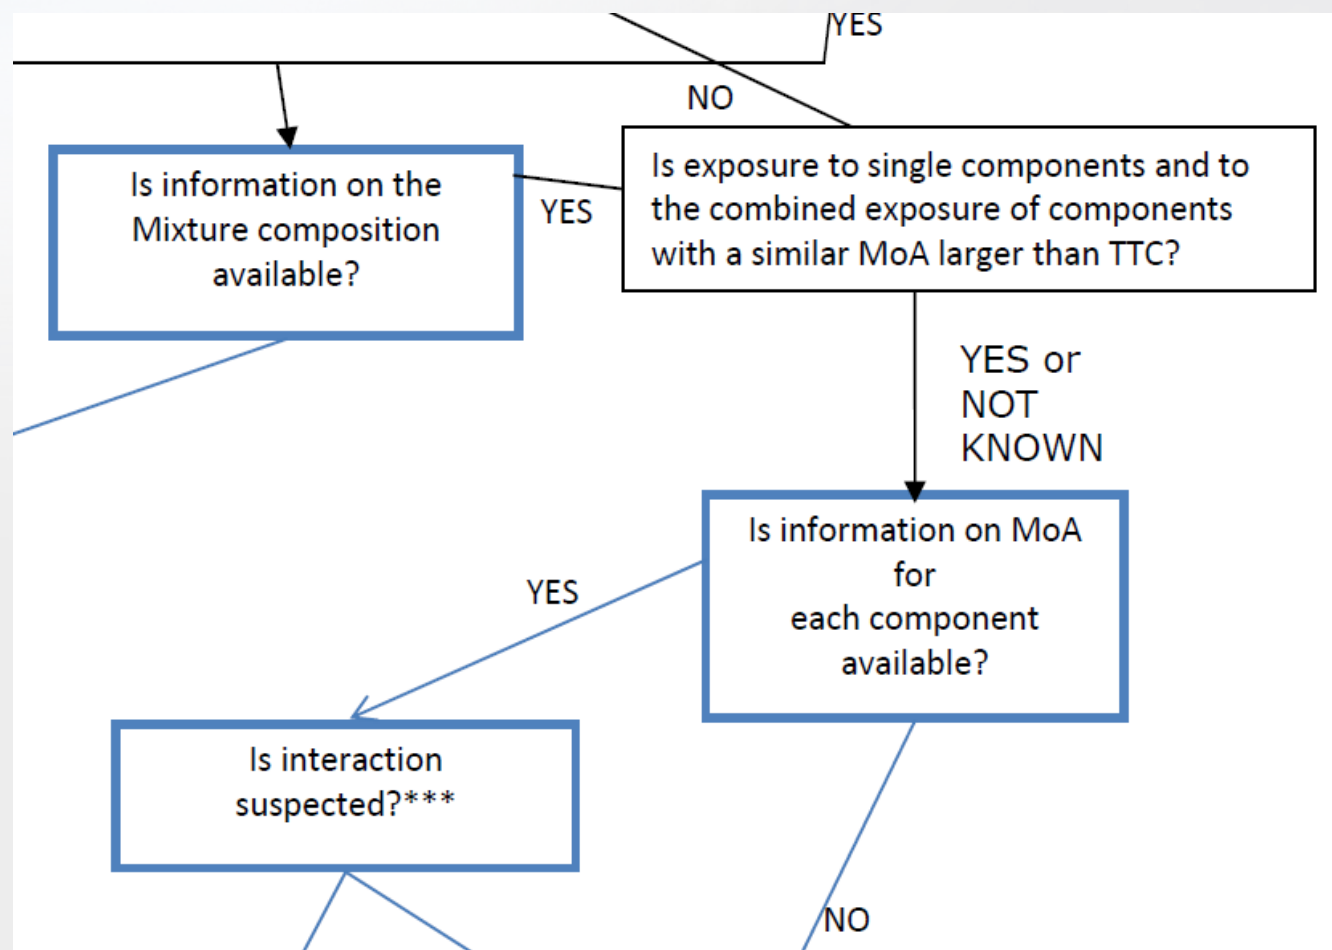 YES
NO
Is information on the
Mixture composition
available?
YES
Is exposure to single components and to
the combined exposure of components
with a similar MoA larger than TTC?
YES or
NOT
KNOWN
Is information on MoA
for
each component
available?
YES
Is interaction
suspected?***
NO